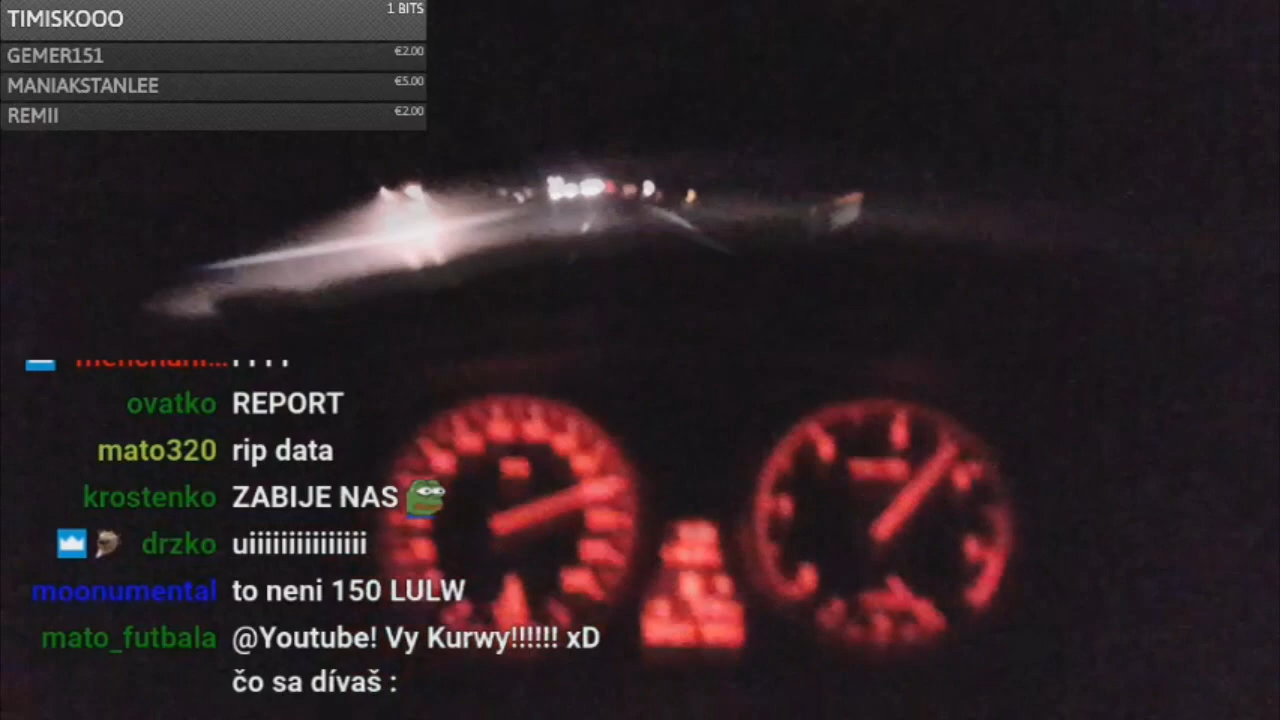 TIMISKOOO 1 BITS
GEMER151 €2.00
MANIAKSTANLEE €5.00
REMII €2.00
ovatko REPORT
mato320 rip data
krostenko ZABIJE NAS
drzko uiiiiiiiiiiiiiii
moonumental to neni 150 LULW
mato_futbala @Youtube! Vy Kurwy!!!!!! xD
čo sa dívaš :